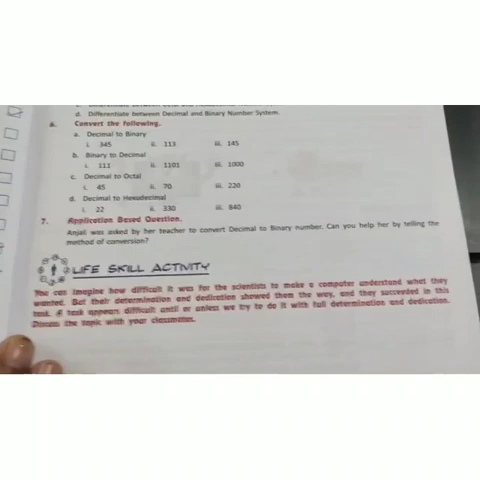 d. Differentiate between Decimal and Binary Number System.
6. Convert the following.
a. Decimal to Binary
i. 345 ii. 113 iii. 145
b. Binary to Decimal
i. 111 ii. 1101 iii. 1000
c. Decimal to Octal
i. 45 ii. 70 iii. 220
d. Decimal to Hexadecimal
i. 22 ii. 330 iii. 840
7. Application Based Question.
Anjali was asked by her teacher to convert Decimal to Binary number. Can you help her by telling the
method of conversion?
LIFE SKILL ACTIVITY
You can imagine how difficult it was for the scientists to make a computer understand what they
wanted. But their determination and dedication showed them the way, and they succeeded in this
task. A task appears difficult until or unless we try to do it with full determination and dedication.
Discuss the topic with your classmates.